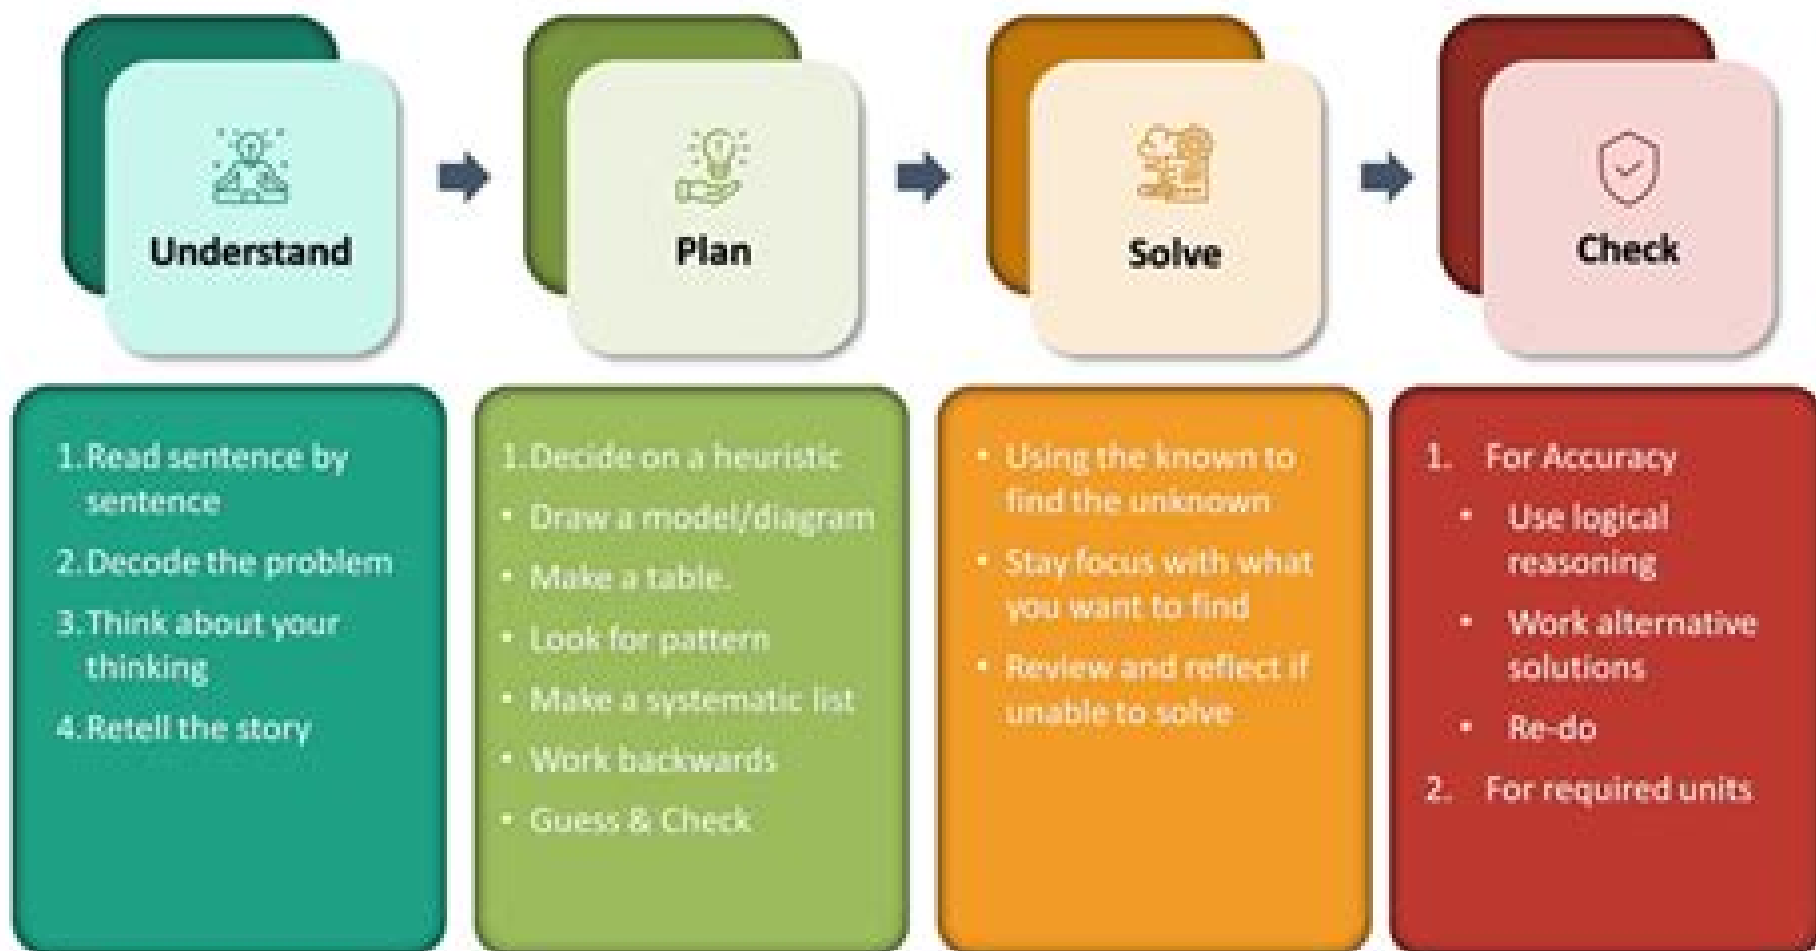 Understand
Plan
Solve
Check
1.Read sentence by
sentence
2.Decode the problem
3.Think about your
thinking
4.Retell the story
1.Decide on a heuristic
• Draw a model/diagram
• Make a table.
• Look for pattern
• Make a systematic list
• Work backwards
• Guess & Check
• Using the known to
find the unknown
• Stay focus with what
you want to find
• Review and reflect if
unable to solve
1. For Accuracy
• Use logical
reasoning
• Work alternative
solutions
• Re-do
2. For required units